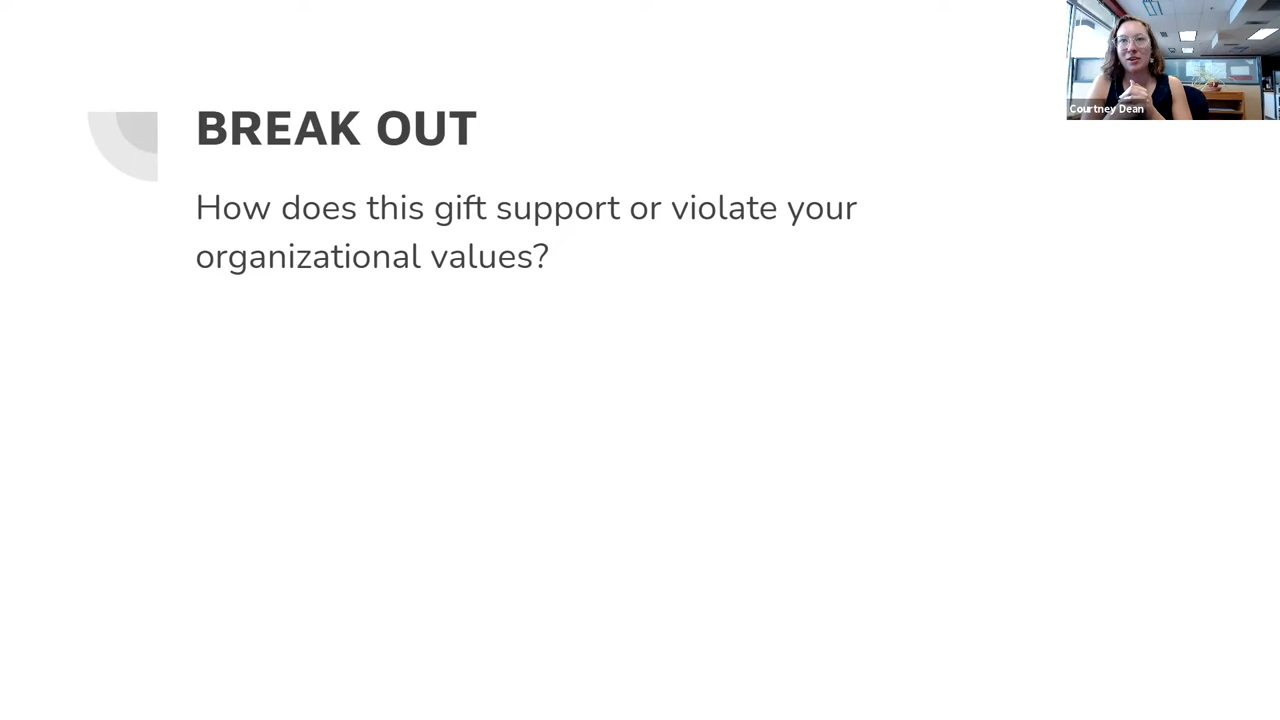 BREAK OUT
How does this gift support or violate your
organizational values?
Courtney Dean